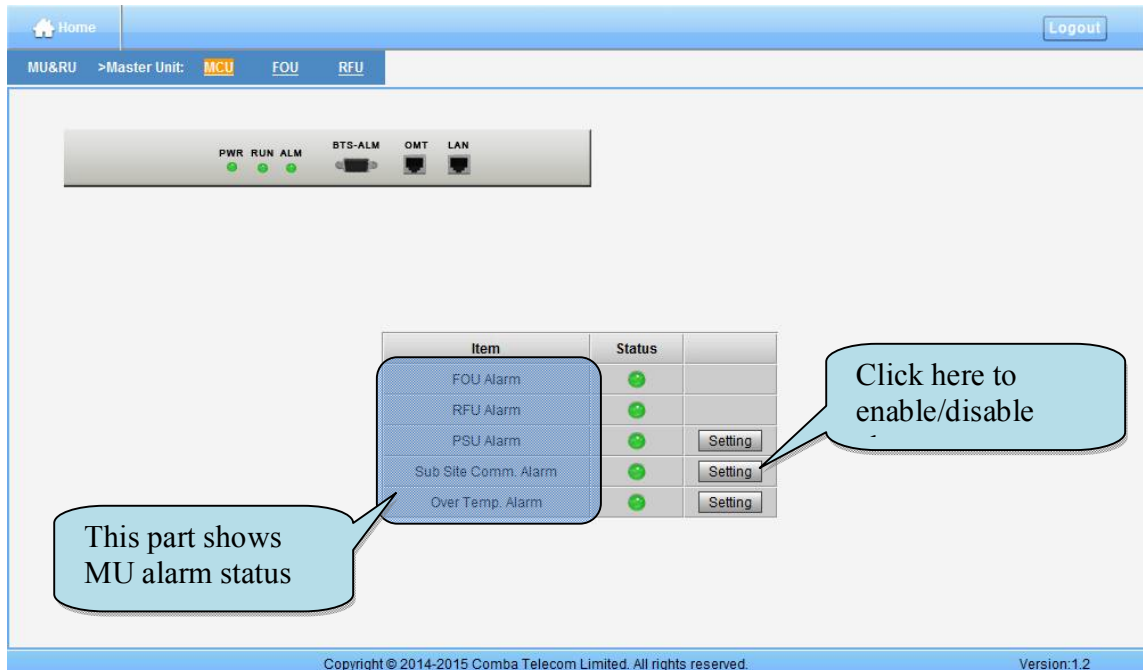 Home
Logout
MU&RU >Master Unit: MCU FOU RFU
PWR RUN ALM BTS-ALM OMT LAN
Item Status
FOU Alarm
RFU Alarm
PSU Alarm Setting
Sub Site Comm. Alarm Setting
Over Temp. Alarm Setting
Click here to
enable/disable
This part shows
MU alarm status
Copyright © 2014-2015 Comba Telecom Limited. All rights reserved. Version:1.2